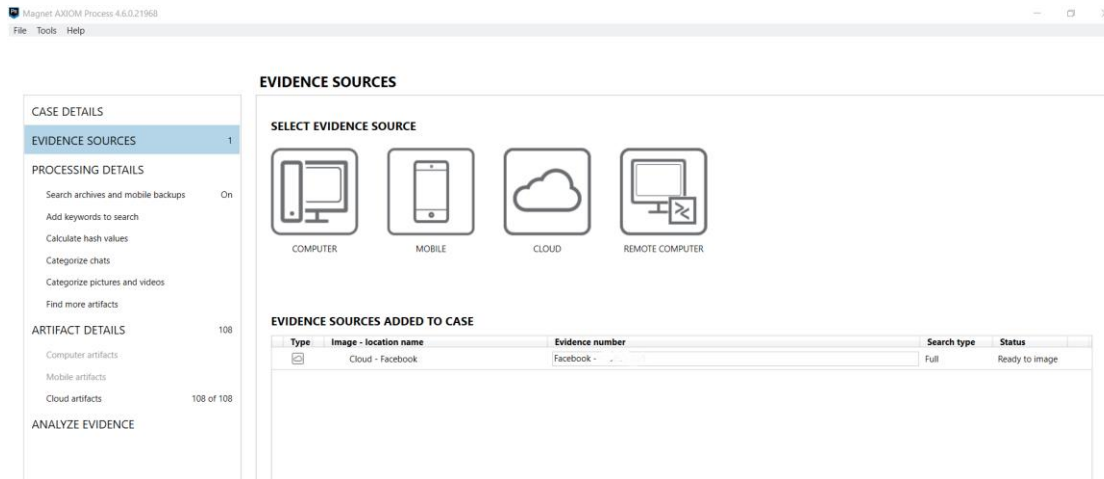 Magnet AXIOM Process 4.6.0.21968
File Tools Help
EVIDENCE SOURCES
CASE DETAILS
EVIDENCE SOURCES 1
PROCESSING DETAILS
Search archives and mobile backups On
Add keywords to search
Calculate hash values
Categorize chats
Categorize pictures and videos
Find more artifacts
ARTIFACT DETAILS 108
Computer artifacts
Mobile artifacts
Cloud artifacts 108 of 108
ANALYZE EVIDENCE
SELECT EVIDENCE SOURCE
COMPUTER MOBILE CLOUD REMOTE COMPUTER
EVIDENCE SOURCES ADDED TO CASE
Type Image - location name Evidence number Search type Status
Cloud - Facebook Facebook - Full Ready to image